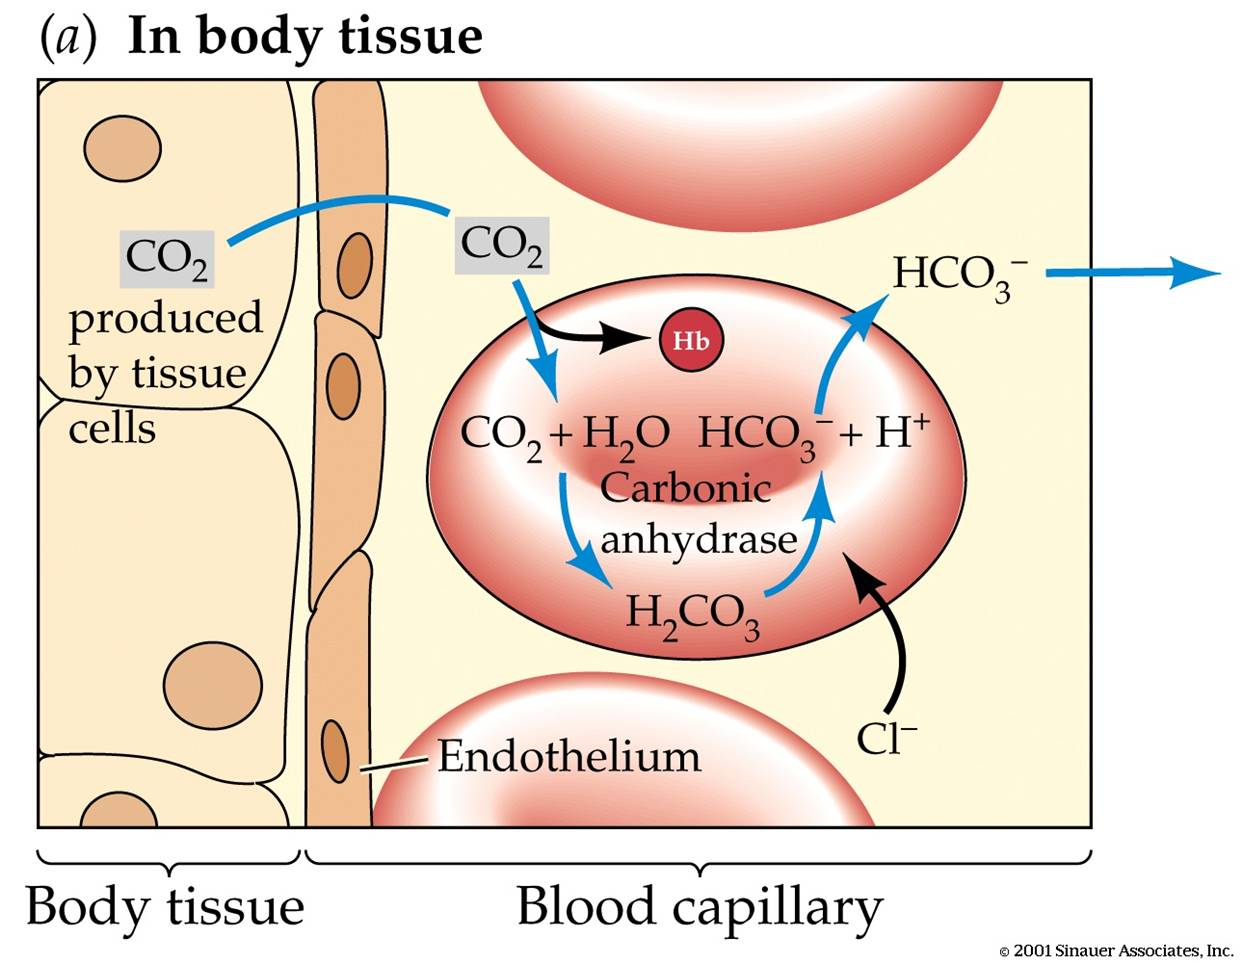 (a) In body tissue
CO₂
produced
by tissue
cells
CO₂
Hb
HCO₃⁻
CO₂ + H₂O HCO₃⁻ + H⁺
Carbonic
anhydrase
H₂CO₃
Cl⁻
Endothelium
Body tissue
Blood capillary
© 2001 Sinauer Associates, Inc.